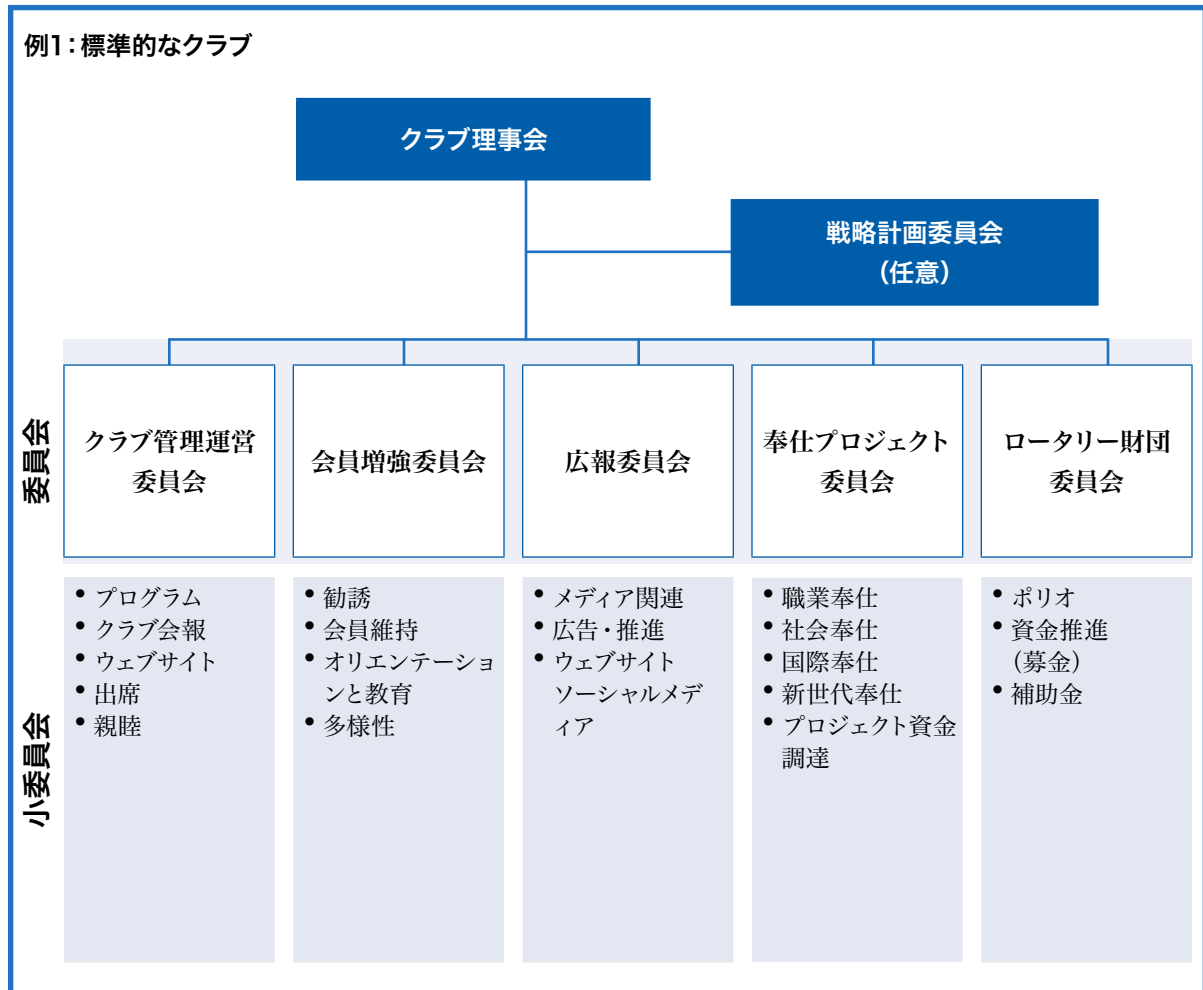 例1：標準的なクラブ
クラブ理事会
戦略計画委員会
（任意）
委員会
クラブ管理運営
委員会
会員増強委員会
広報委員会
奉仕プロジェクト
委員会
ロータリー財団
委員会
小委員会
• プログラム
• クラブ会報
• ウェブサイト
• 出席
• 親睦
• 勧誘
• 会員維持
• オリエンテーショ
ンと教育
• 多様性
• メディア関連
• 広告・推進
• ウェブサイト
ソーシャルメデ
ィア
• 職業奉仕
• 社会奉仕
• 国際奉仕
• 新世代奉仕
• プロジェクト資金
調達
• ポリオ
• 資金推進
（募金）
• 補助金